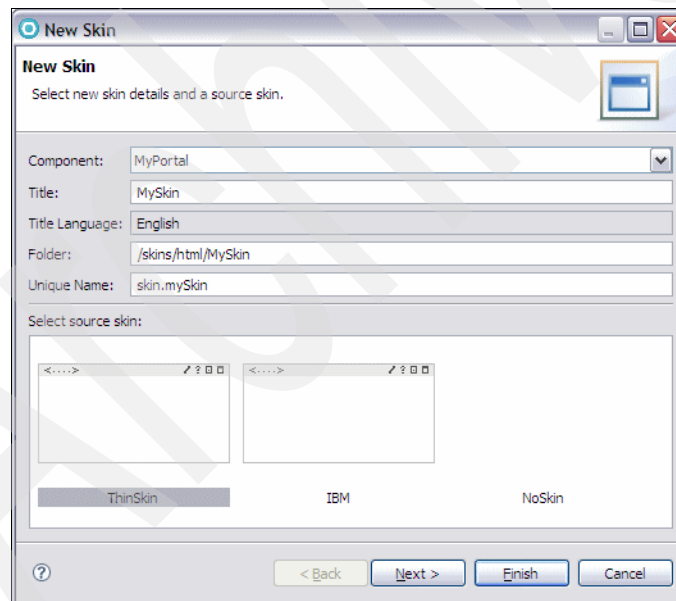 New Skin
New Skin
Select new skin details and a source skin.
Component: MyPortal
Title: MySkin
Title Language: English
Folder: /skins/html/MySkin
Unique Name: skin.mySkin
Select source skin:
<....> ? <....> ?
ThinSkin IBM NoSkin
? < Back Next > Finish Cancel